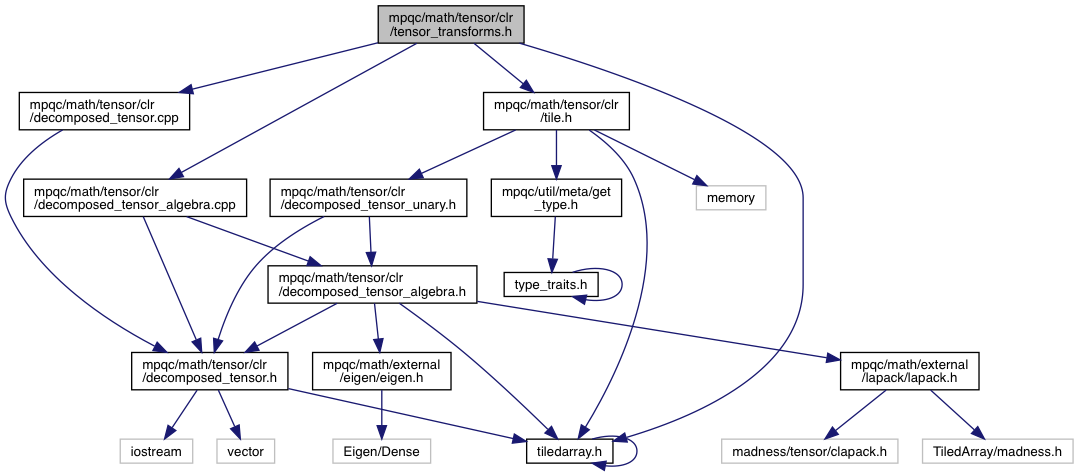 mpqc/math/tensor/clr
/tensor_transforms.h
mpqc/math/tensor/clr
/decomposed_tensor.cpp
mpqc/math/tensor/clr
/tile.h
mpqc/math/tensor/clr
/decomposed_tensor_algebra.cpp
mpqc/math/tensor/clr
/decomposed_tensor_unary.h
mpqc/util/meta/get
_type.h
memory
mpqc/math/tensor/clr
/decomposed_tensor_algebra.h
type_traits.h
mpqc/math/tensor/clr
/decomposed_tensor.h
mpqc/math/external
/eigen/eigen.h
mpqc/math/external
/lapack/lapack.h
iostream
vector
Eigen/Dense
tiledarray.h
madness/tensor/clapack.h
TiledArray/madness.h